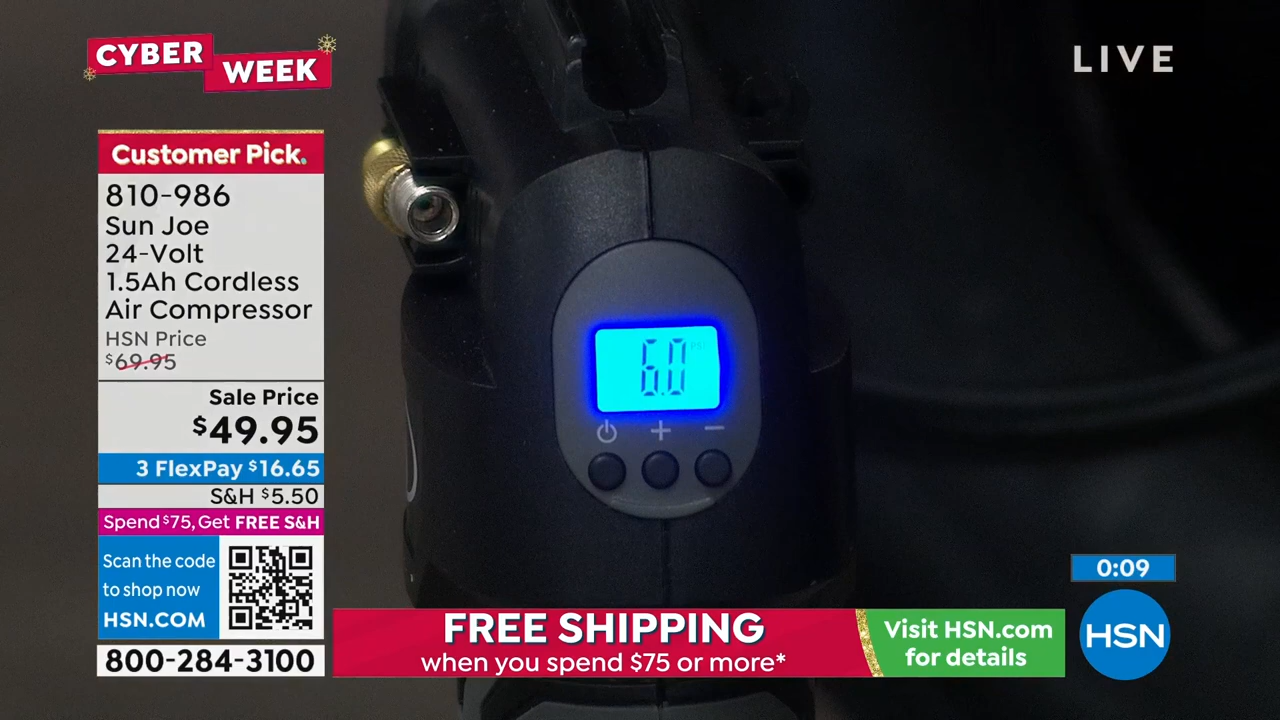 CYBER
WEEK
LIVE
Customer Pick.
810-986
Sun Joe
24-Volt
1.5Ah Cordless
Air Compressor
HSN Price
$69.95
Sale Price
$49.95
3 FlexPay $16.65
S&H $5.50
Spend $75, Get FREE S&H
Scan the code
to shop now
HSN.COM
800-284-3100
6.0 PSI
FREE SHIPPING
when you spend $75 or more*
Visit HSN.com
for details
0:09
HSN